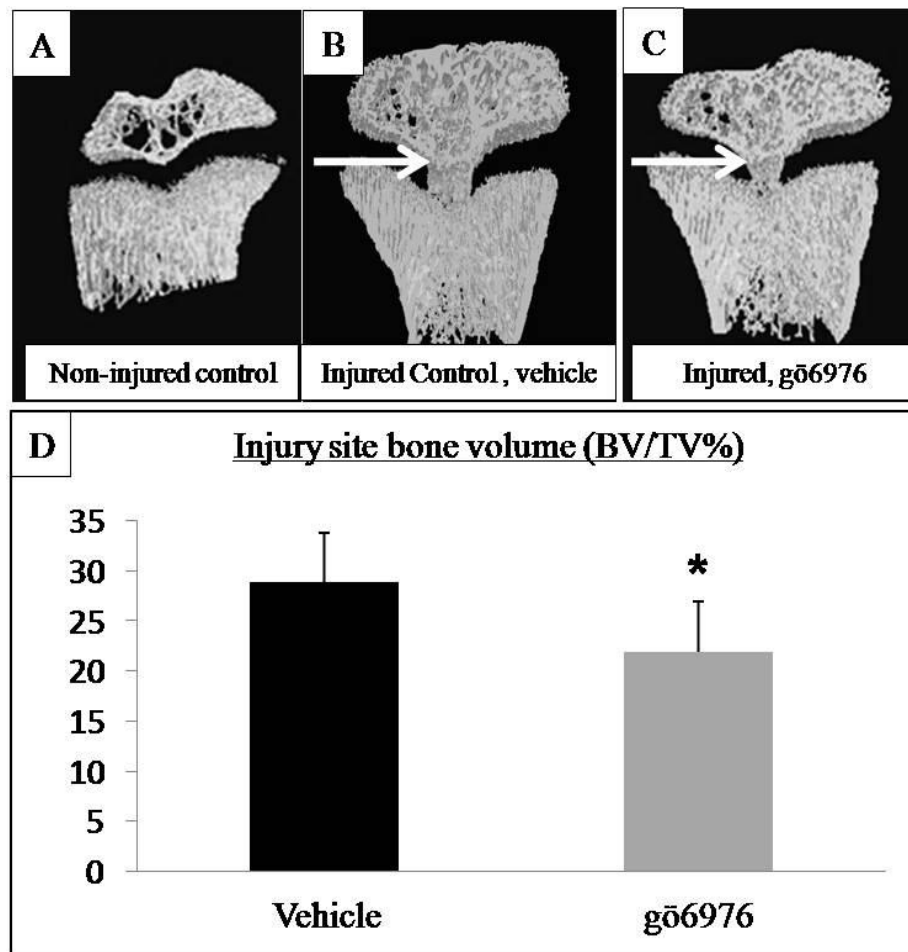 A
B
C
Non-injured control
Injured Control , vehicle
Injured, gō6976
D
Injury site bone volume (BV/TV%)
35
30
25
20
15
10
5
0
*
Vehicle
gō6976